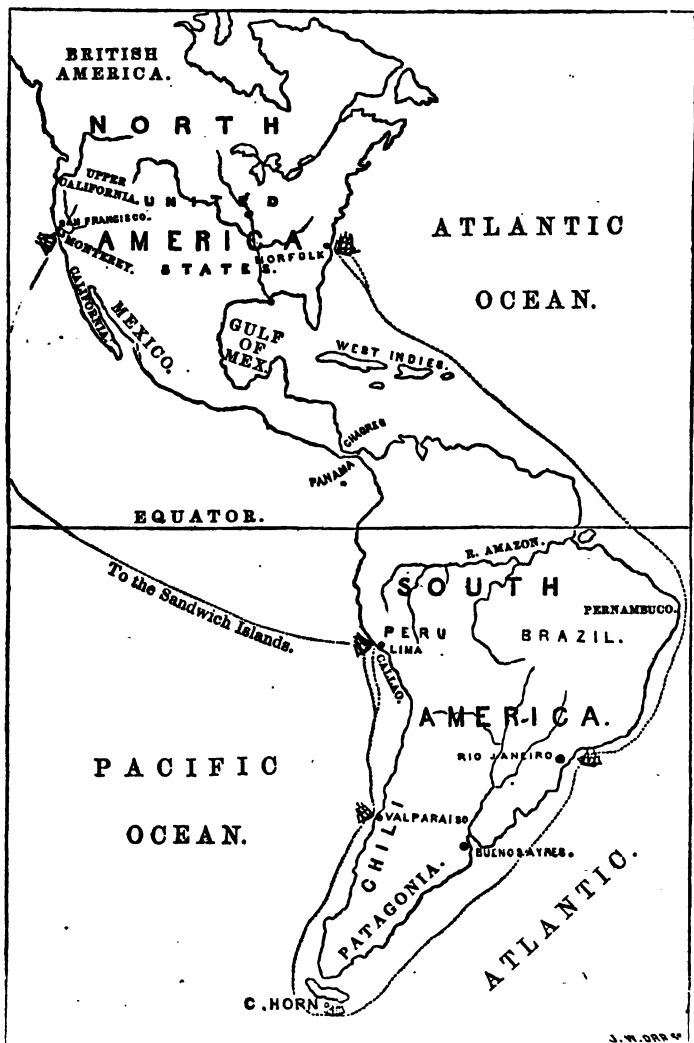 BRITISH
AMERICA.
NORTH
UPPER
CALIFORNIA.
UNITED
SAN FRANCISCO.
AMERICA
MONTEREY.
STATES.
NORFOLK
ATLANTIC
OCEAN.
CALIFORNIA.
MEXICO.
GULF
OF
MEX.
WEST INDIES.
CHAGRES
PANAMA
EQUATOR.
R. AMAZON.
To the Sandwich Islands.
SOUTH
PERNAMBUCO.
PERU
LIMA
BRAZIL.
CALLAO.
AMERICA.
RIO JANEIRO
PACIFIC
OCEAN.
VALPARAISO
CHILI
BUENOS.AYRES.
PATAGONIA.
ATLANTIC.
C. HORN
J. W. ORR